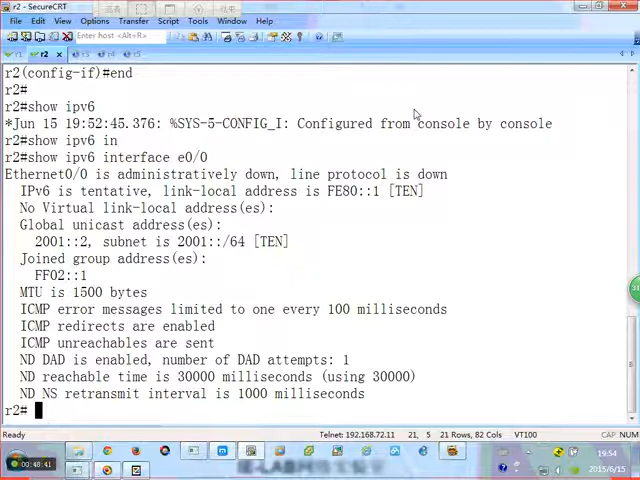 r2 - SecureCRT
File Edit View Options Transfer Script Tools Window Help
Enter host <Alt+R>
r1 r2 r3 r4 r5
r2(config-if)#end
r2#
r2#show ipv6
*Jun 15 19:52:45.376: %SYS-5-CONFIG_I: Configured from console by console
r2#show ipv6 in
r2#show ipv6 interface e0/0
Ethernet0/0 is administratively down, line protocol is down
IPv6 is tentative, link-local address is FE80::1 [TEN]
No Virtual link-local address(es):
Global unicast address(es):
2001::2, subnet is 2001::/64 [TEN]
Joined group address(es):
FF02::1
MTU is 1500 bytes
ICMP error messages limited to one every 100 milliseconds
ICMP redirects are enabled
ICMP unreachables are sent
ND DAD is enabled, number of DAD attempts: 1
ND reachable time is 30000 milliseconds (using 30000)
ND NS retransmit interval is 1000 milliseconds
r2#
Ready Telnet: 192.168.72.11 21, 5 21 Rows, 82 Cols VT100 CAP NUM
00:48:41
19:54
2015/6/15